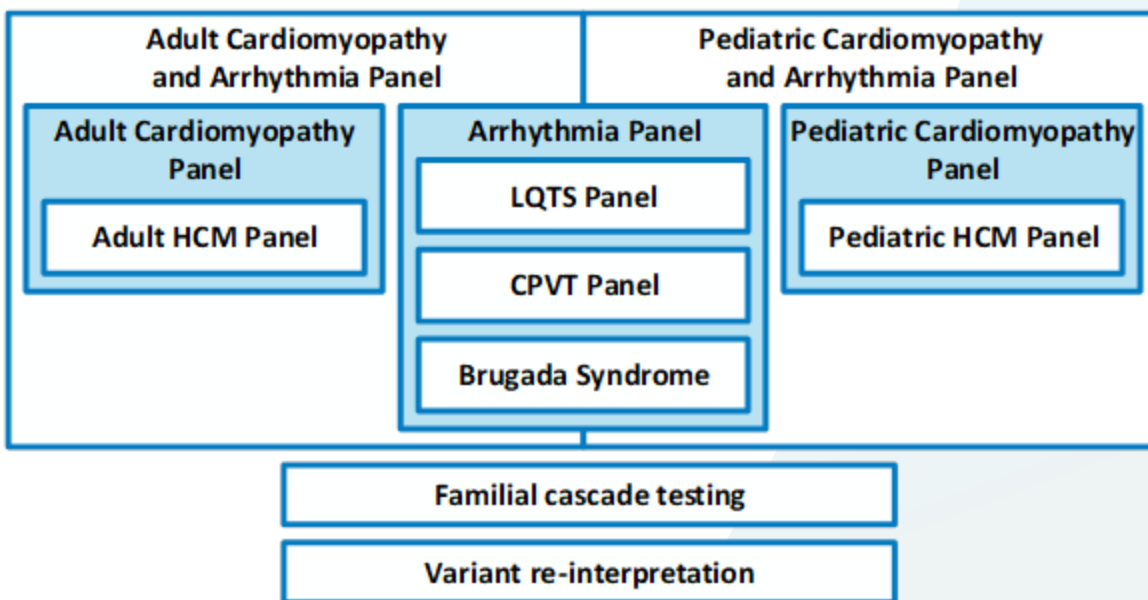 Adult Cardiomyopathy
and Arrhythmia Panel
Pediatric Cardiomyopathy
and Arrhythmia Panel
Adult Cardiomyopathy
Panel
Adult HCM Panel
Arrhythmia Panel
LQTS Panel
CPVT Panel
Brugada Syndrome
Pediatric Cardiomyopathy
Panel
Pediatric HCM Panel
Familial cascade testing
Variant re-interpretation